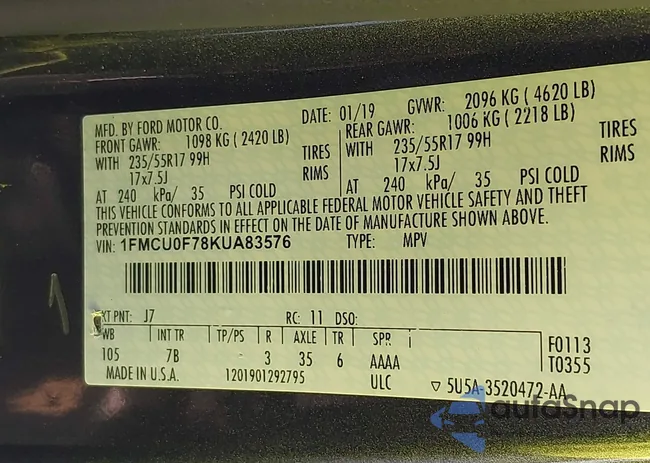 MFD. BY FORD MOTOR CO. DATE: 01/19 GVWR: 2096 KG ( 4620 LB)
FRONT GAWR: 1098 KG ( 2420 LB) REAR GAWR: 1006 KG ( 2218 LB)
WITH 235/55R17 99H TIRES WITH 235/55R17 99H TIRES
17x7.5J RIMS 17x7.5J RIMS
AT 240 kPa/ 35 PSI COLD AT 240 kPa/ 35 PSI COLD
THIS VEHICLE CONFORMS TO ALL APPLICABLE FEDERAL MOTOR VEHICLE SAFETY AND THEFT
PREVENTION STANDARDS IN EFFECT ON THE DATE OF MANUFACTURE SHOWN ABOVE.
VIN: 1FMCU0F78KUA83576 TYPE: MPV
XT PNT: J7 RC: 11 DSO:
WB INT TR TP/PS R AXLE TR SPR F0113
105 7B 3 35 6 AAAA T0355
MADE IN U.S.A. 1201901292795 ULC ▽ 5U5A-3520472-AA
autoSnap